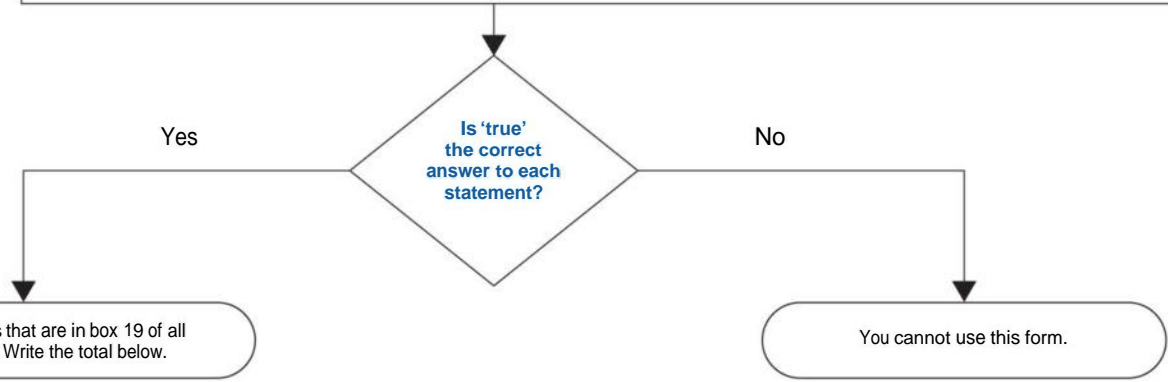 Yes
Is ‘true’
the correct
answer to each
statement?
No
that are in box 19 of all
Write the total below.
You cannot use this form.